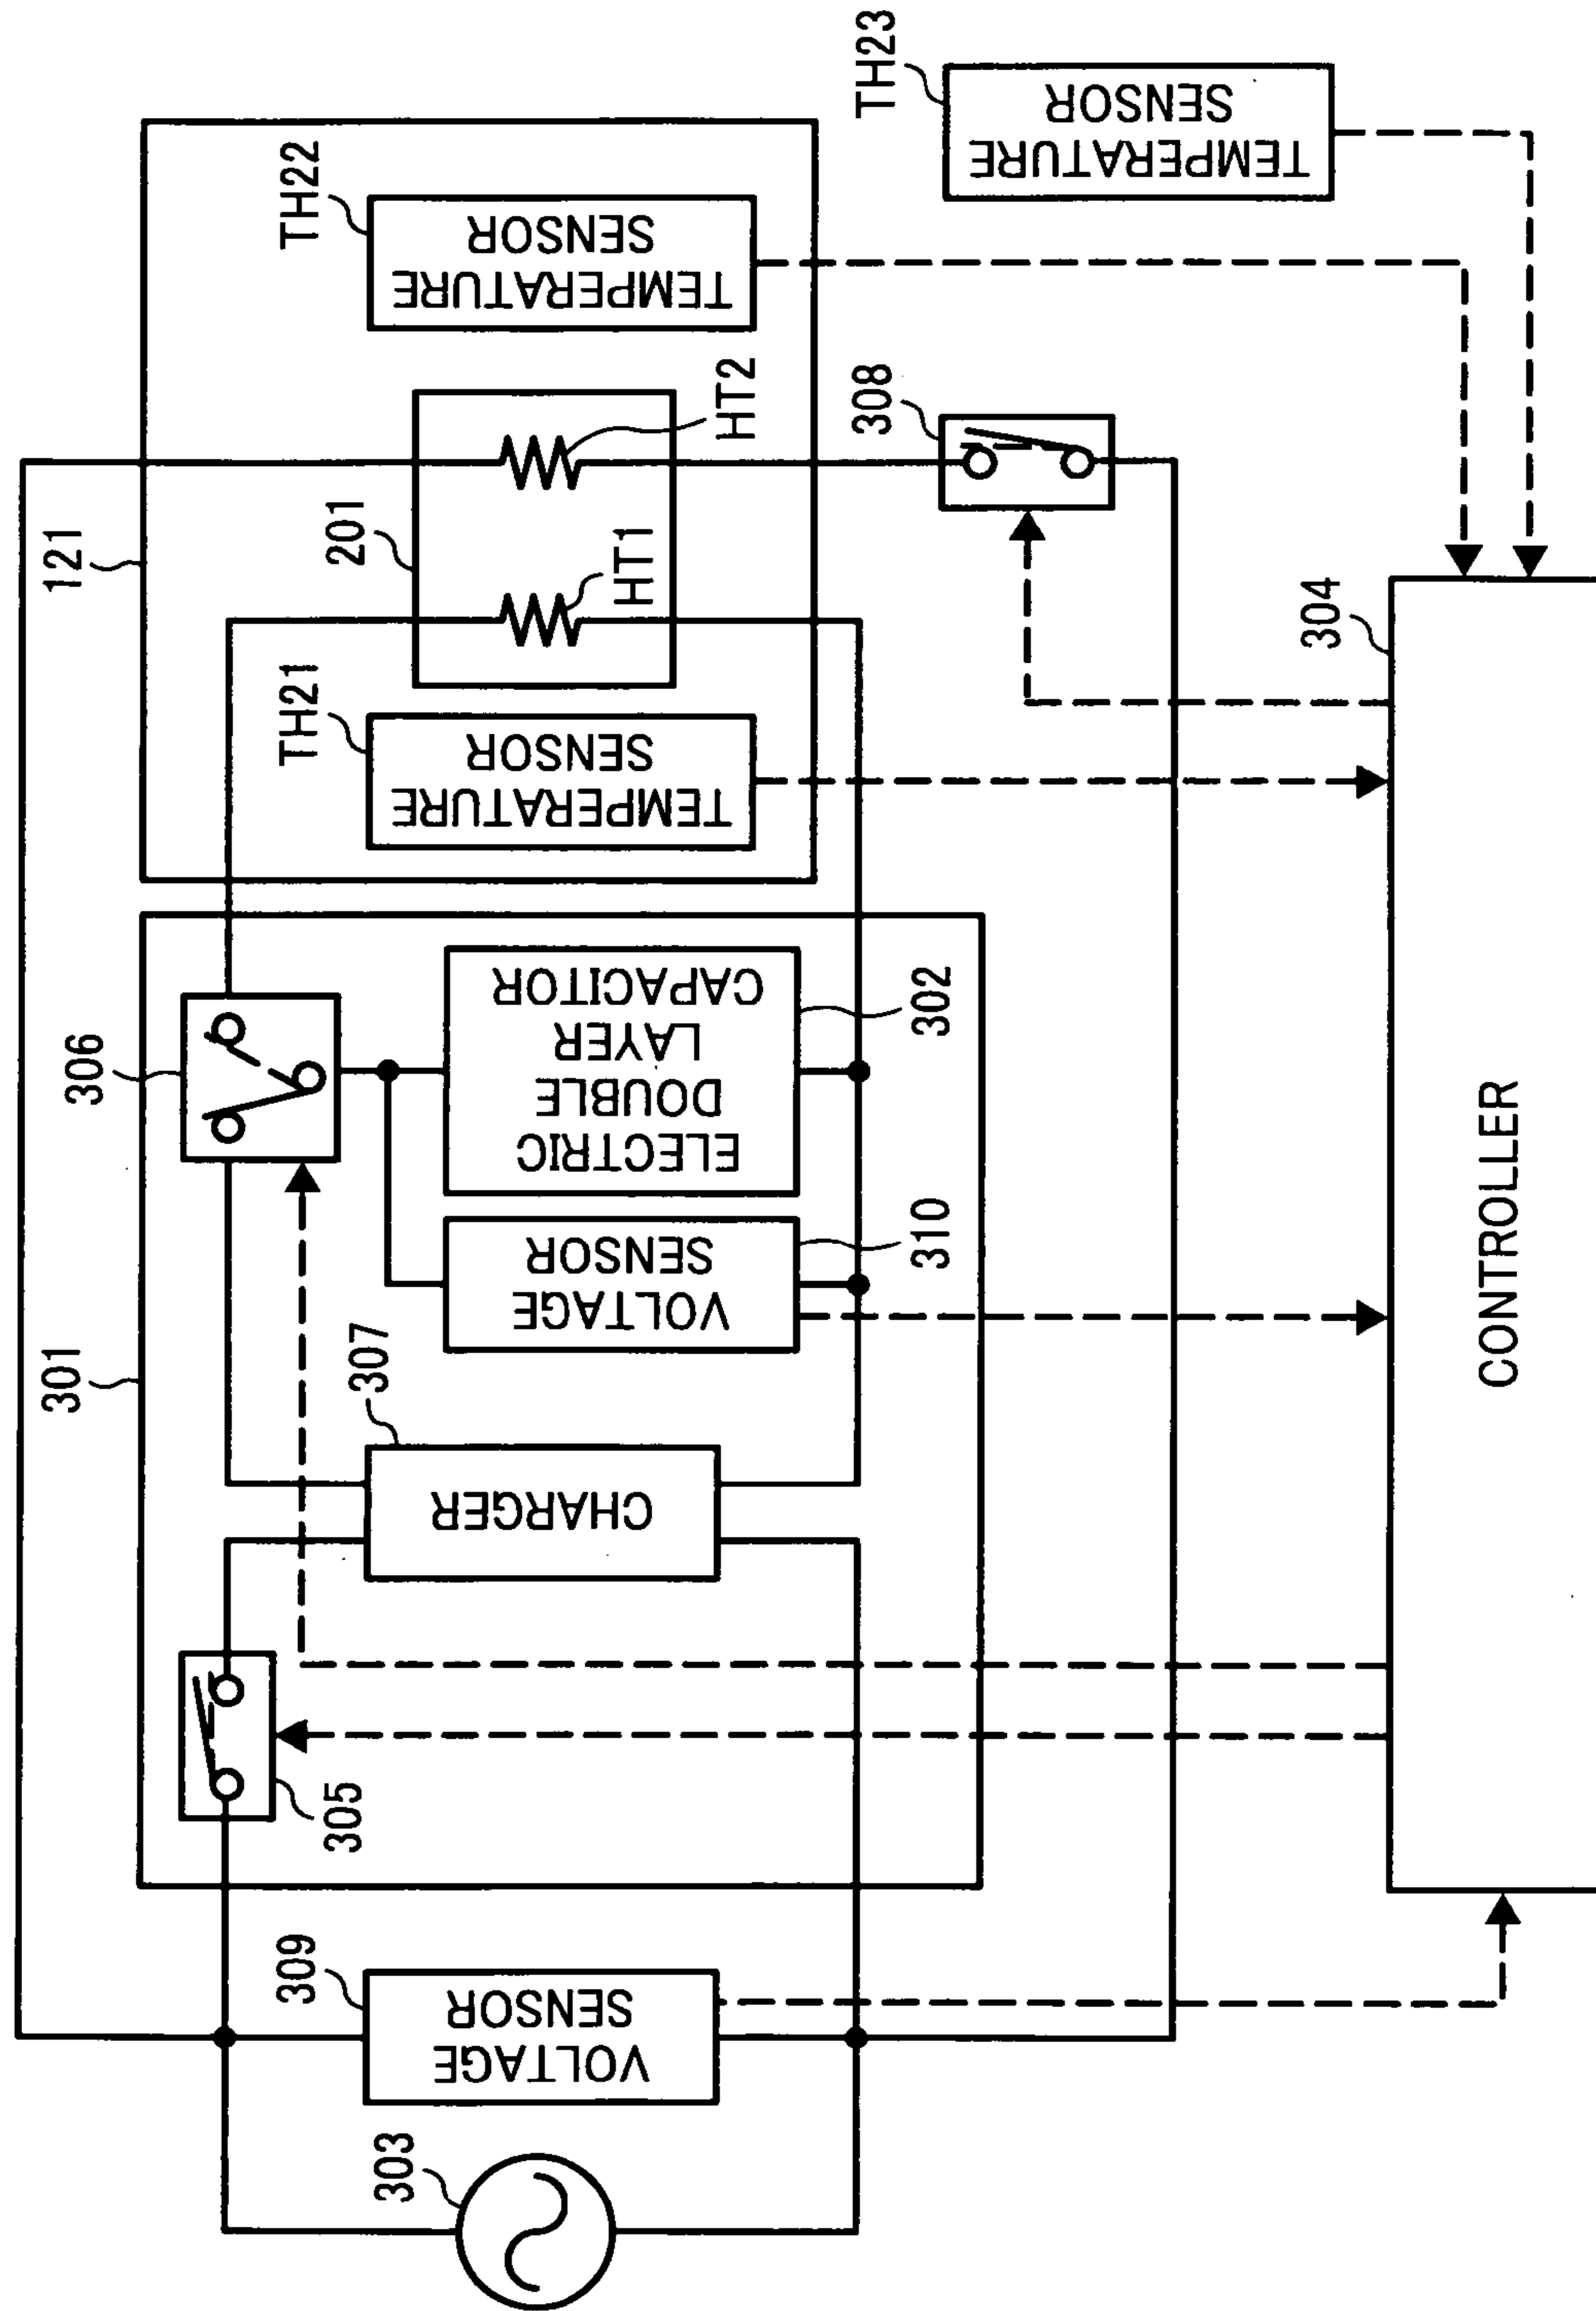 303
309
VOLTAGE
SENSOR
301
305
307
CHARGER
306
VOLTAGE
SENSOR
310
ELECTRIC
DOUBLE
LAYER
CAPACITOR
302
121
TH21
TEMPERATURE
SENSOR
201
HT1
HT2
TH22
TEMPERATURE
SENSOR
308
TH23
TEMPERATURE
SENSOR
304
CONTROLLER